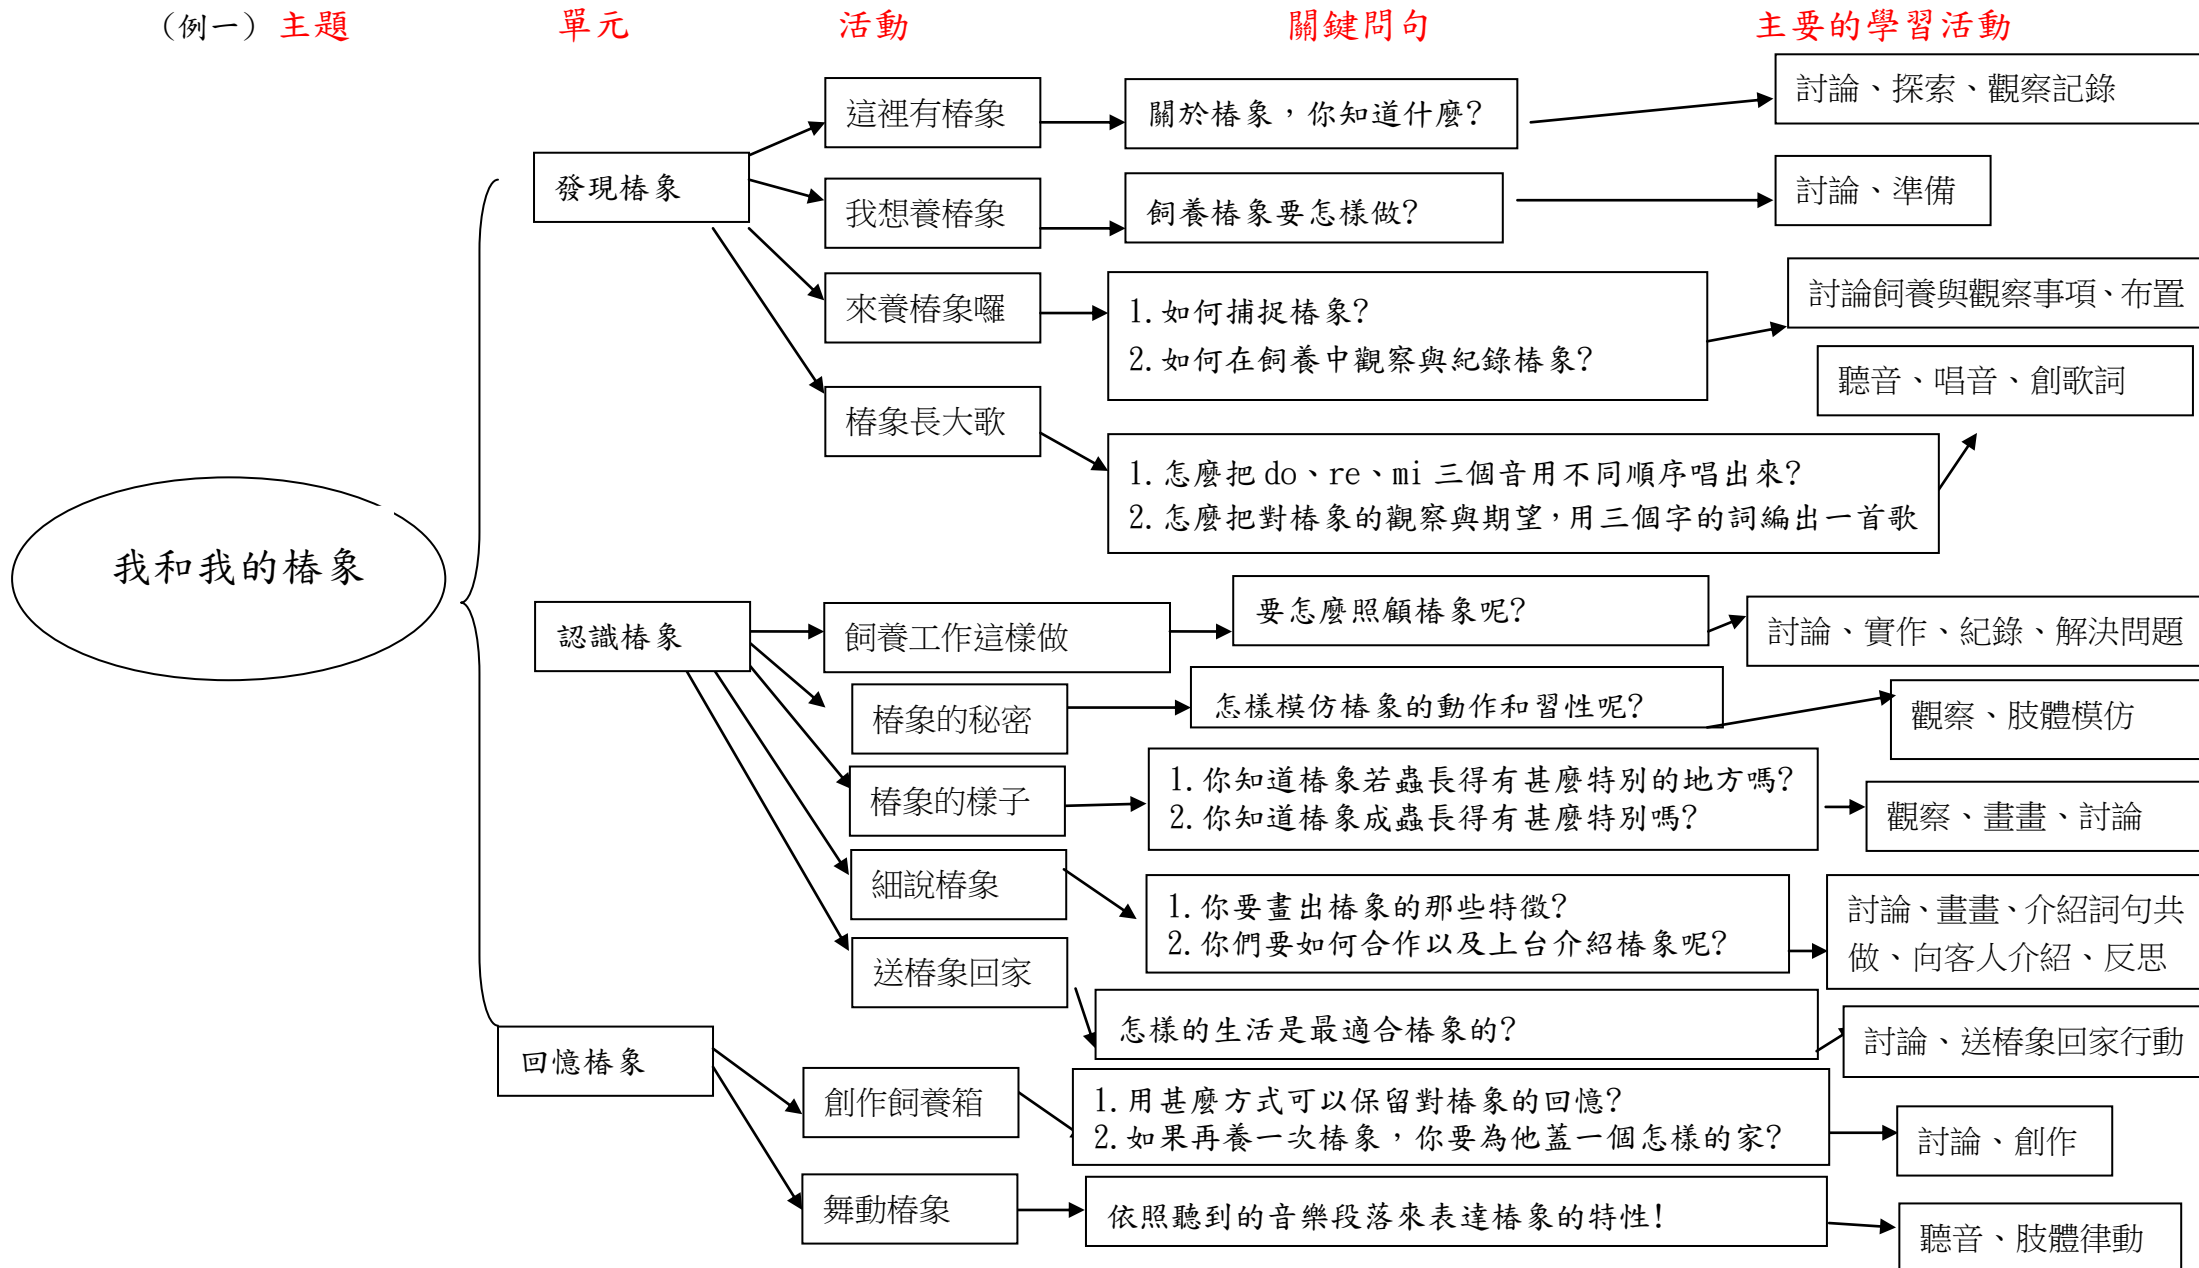 （例一）主題 單元 活動 關鍵問句 主要的學習活動
我和我的椿象
發現椿象
這裡有椿象
關於椿象，你知道什麼?
討論、探索、觀察記錄
我想養椿象
飼養椿象要怎樣做?
討論、準備
來養椿象囉
1.如何捕捉椿象?
2.如何在飼養中觀察與紀錄椿象?
討論飼養與觀察事項、布置
椿象長大歌
1.怎麼把 do、re、mi 三個音用不同順序唱出來?
2.怎麼把對椿象的觀察與期望，用三個字的詞編出一首歌
聽音、唱音、創歌詞
認識椿象
飼養工作這樣做
要怎麼照顧椿象呢?
討論、實作、紀錄、解決問題
椿象的秘密
怎樣模仿椿象的動作和習性呢?
觀察、肢體模仿
椿象的樣子
1.你知道椿象若蟲長得有甚麼特別的地方嗎?
2.你知道椿象成蟲長得有甚麼特別嗎?
觀察、畫畫、討論
細說椿象
1.你要畫出椿象的那些特徵?
2.你們要如何合作以及上台介紹椿象呢?
討論、畫畫、介紹詞句共
做、向客人介紹、反思
送椿象回家
怎樣的生活是最適合椿象的?
討論、送椿象回家行動
回憶椿象
創作飼養箱
1.用甚麼方式可以保留對椿象的回憶?
2.如果再養一次椿象，你要為他蓋一個怎樣的家?
討論、創作
舞動椿象
依照聽到的音樂段落來表達椿象的特性!
聽音、肢體律動